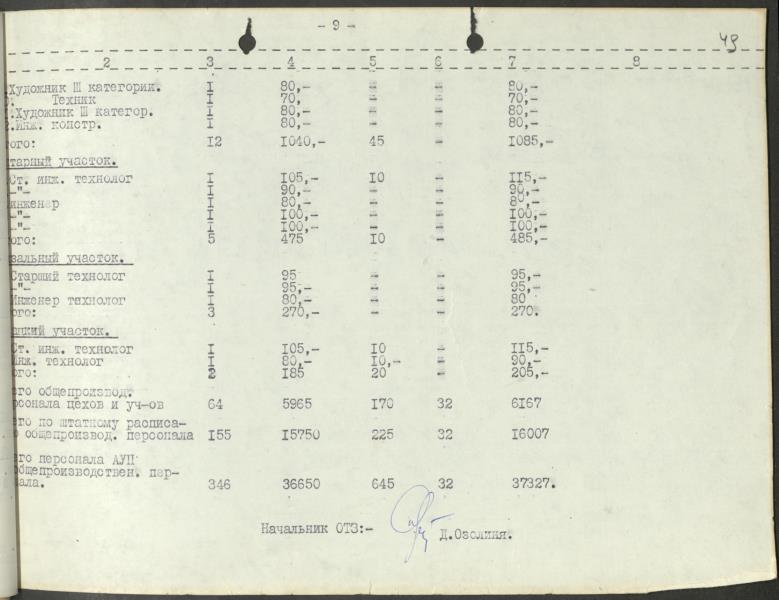 - 9 -
49
2 3 4 5 6 7 8
.Художник Ш категории. I 80,- - - 80,-
. Техник I 70, - - 70,-
.Художник Ш категор. I 80,- - - 80,-
.Инж. констр. I 80,- - - 80,-
ого: I2 I040,- 45 - I085,-
тарный участок.
Ст. инж. технолог I I05,- I0 - II5,-
-"- I 90,- - - 90,-
инженер I 80,- - - 80,-
-"- I I00,- - - I00,-
-"- I I00,- - - I00,-
ого: 5 475 I0 - 485,-
зальный участок.
Старший технолог I 95 - - 95,-
-"- I 95,- - - 95,-
Инженер технолог I 80,- - - 80
ого: 3 270,- - - 270.
цкий участок.
Ст. инж. технолог I I05,- I0 - II5,-
Инж. технолог I 80,- I0,- - 90,-
ого: 2 I85 20 - 205,-
его общепроизвод.
рсонала цехов и уч-ов 64 5965 I70 32 6I67
его по штатному расписа-
общепроизвод. персонала I55 I5750 225 32 I6007
его персонала АУП
общепроизводствен. пер-
ала. 346 36650 645 32 37327.
Начальник ОТЗ:- Д.Озолиня.